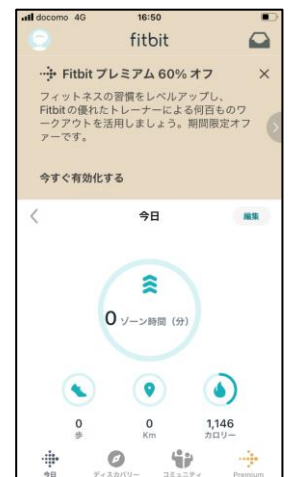 docomo 4G 16:50
fitbit
Fitbit プレミアム 60% オフ
フィットネスの習慣をレベルアップし、
Fitbit の優れたトレーナーによる何百ものワ
ークアウトを活用しましょう。期間限定オフ
ァーです。
今すぐ有効化する
今日 編集
0 ゾーン時間（分）
0 0 1,146
歩 Km カロリー
今日 ディスカバリー コミュニティ Premium